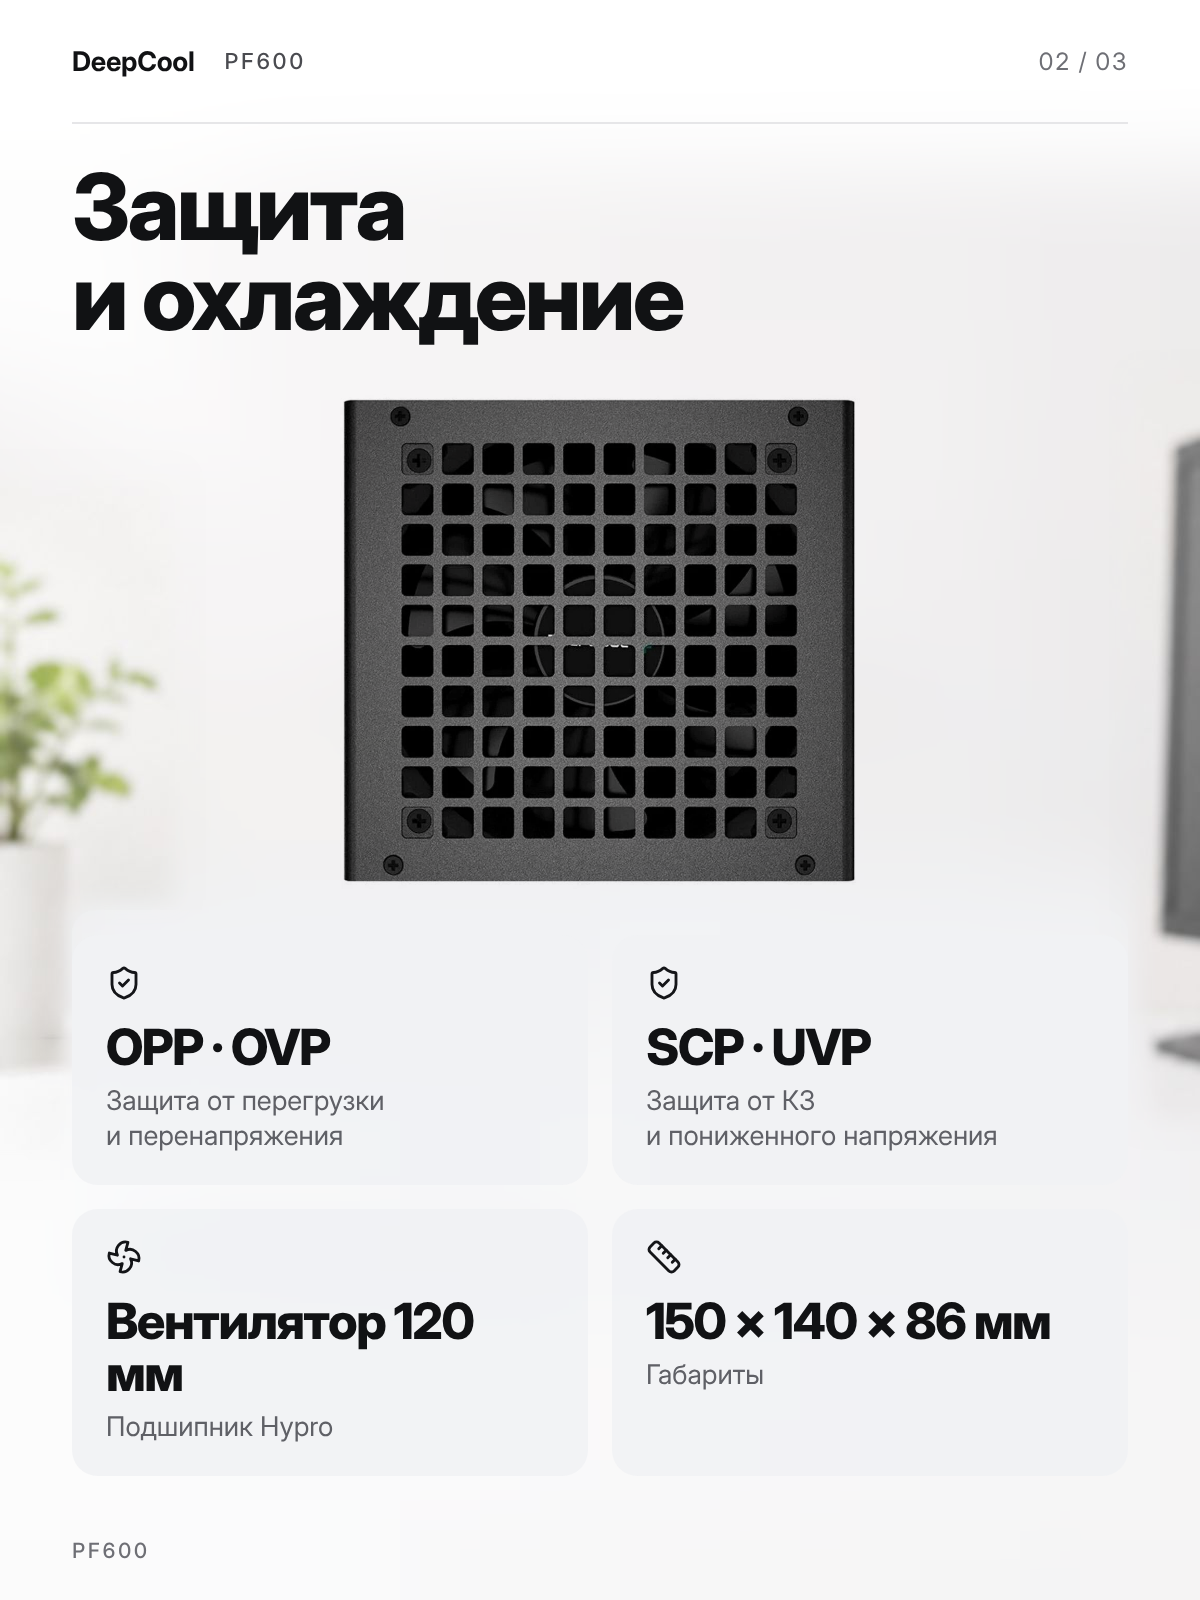 DeepCool PF600 02 / 03
Защита
и охлаждение
OPP · OVP
Защита от перегрузки
и перенапряжения
SCP · UVP
Защита от КЗ
и пониженного напряжения
Вентилятор 120
мм
Подшипник Hypro
150 × 140 × 86 мм
Габариты
PF600